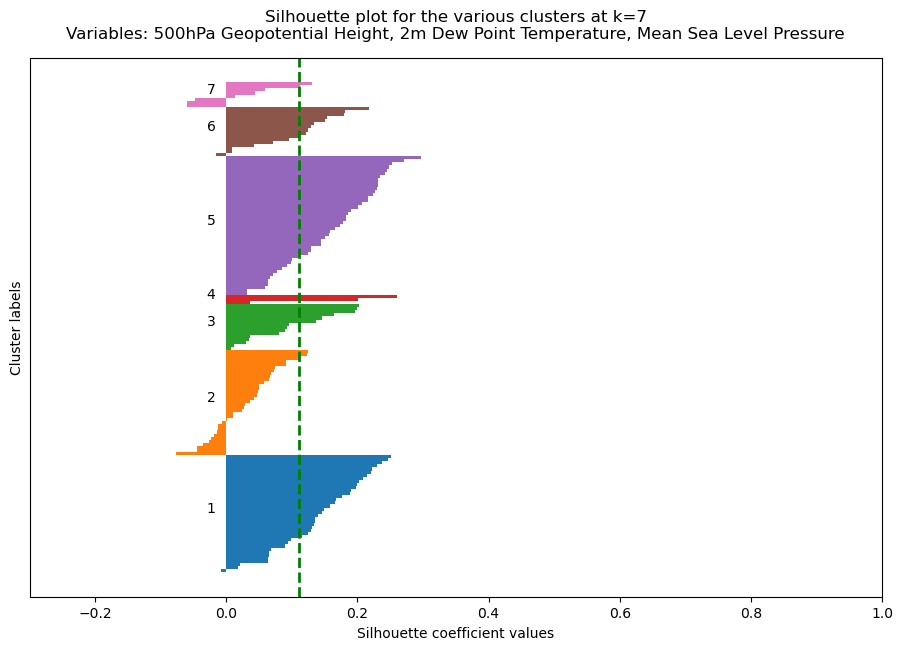 Silhouette plot for the various clusters at k=7
Variables: 500hPa Geopotential Height, 2m Dew Point Temperature, Mean Sea Level Pressure
7
6
5
4
3
2
1
Cluster labels
−0.2 0.0 0.2 0.4 0.6 0.8 1.0
Silhouette coefficient values